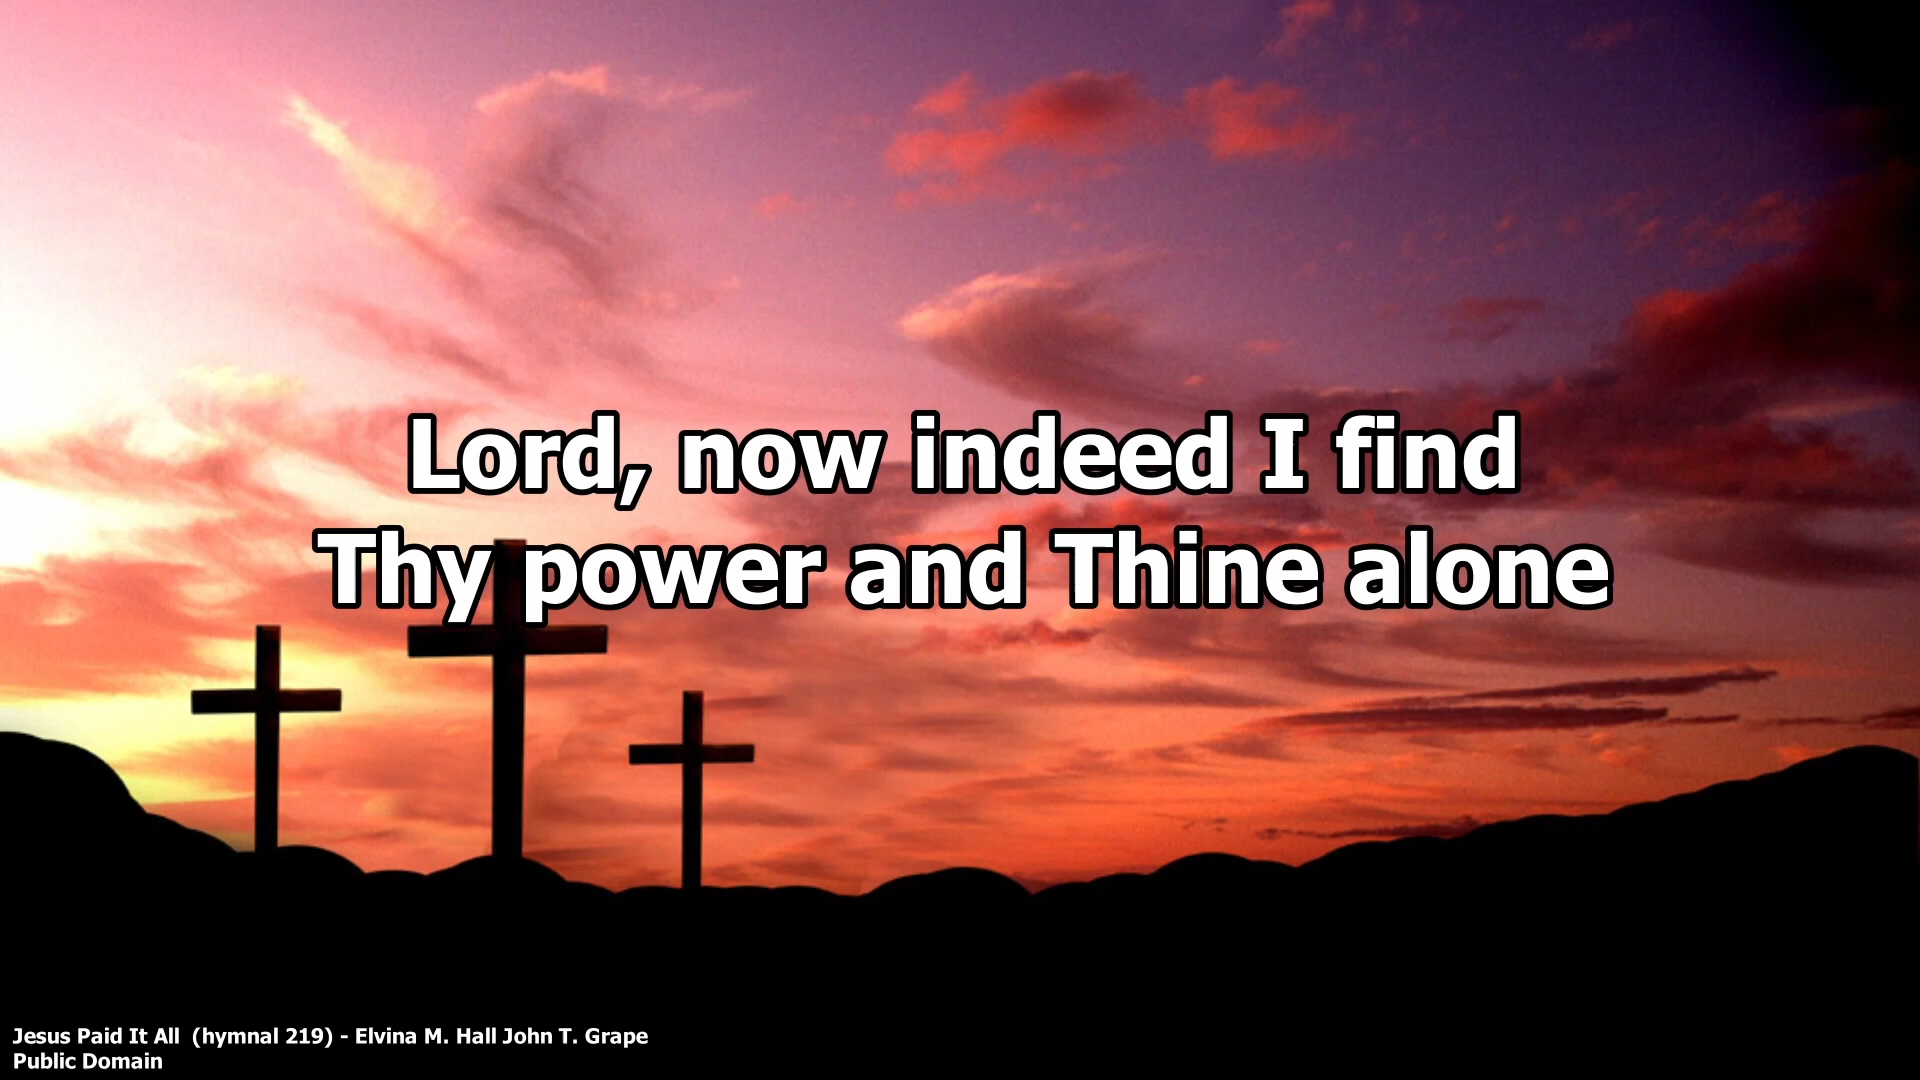 Lord, now indeed I find
Thy power and Thine alone
Jesus Paid It All  (hymnal 219) - Elvina M. Hall John T. Grape
Public Domain